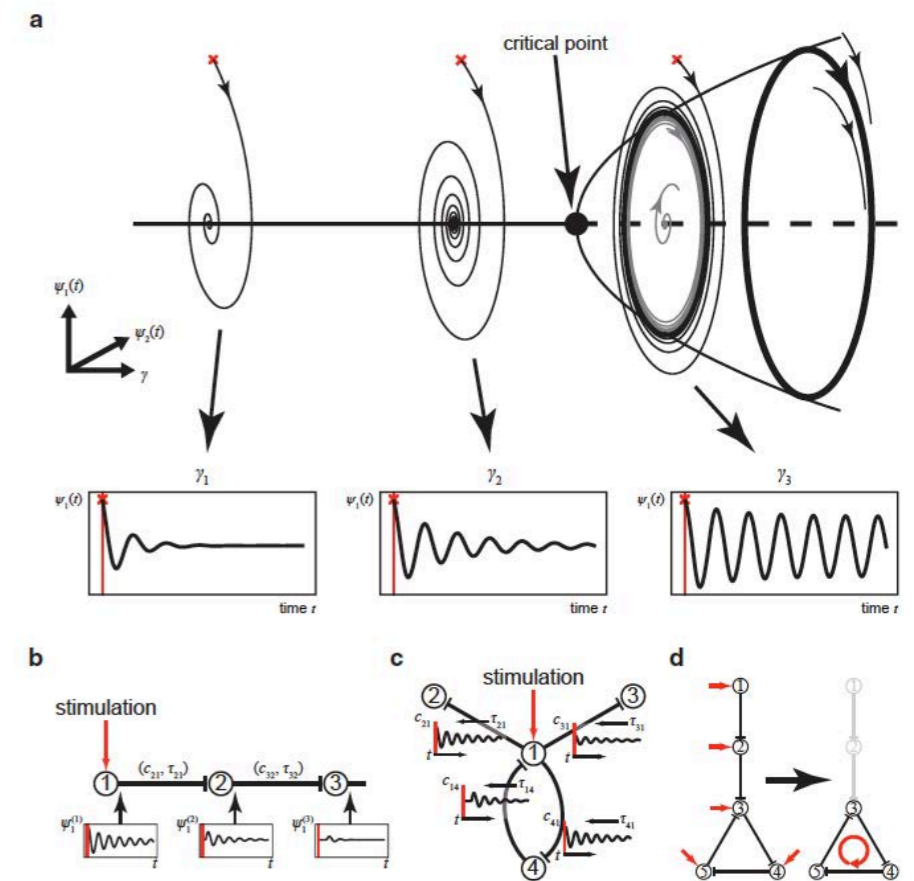 a
critical point
ψ₁(t)
ψ₂(t)
γ
γ₁
γ₂
γ₃
ψ₁(t)
ψ₁(t)
ψ₁(t)
time t
time t
time t
b
c
d
stimulation
1
(c₂₁, τ₂₁)
2
(c₃₂, τ₃₂)
3
ψ₁⁽¹⁾
ψ₁⁽²⁾
ψ₁⁽³⁾
t
t
t
stimulation
2
3
c₂₁
τ₂₁
c₃₁
τ₃₁
t
1
t
c₁₄
τ₁₄
c₄₁
τ₄₁
t
t
4
1
2
3
5
4
1
2
3
5
4